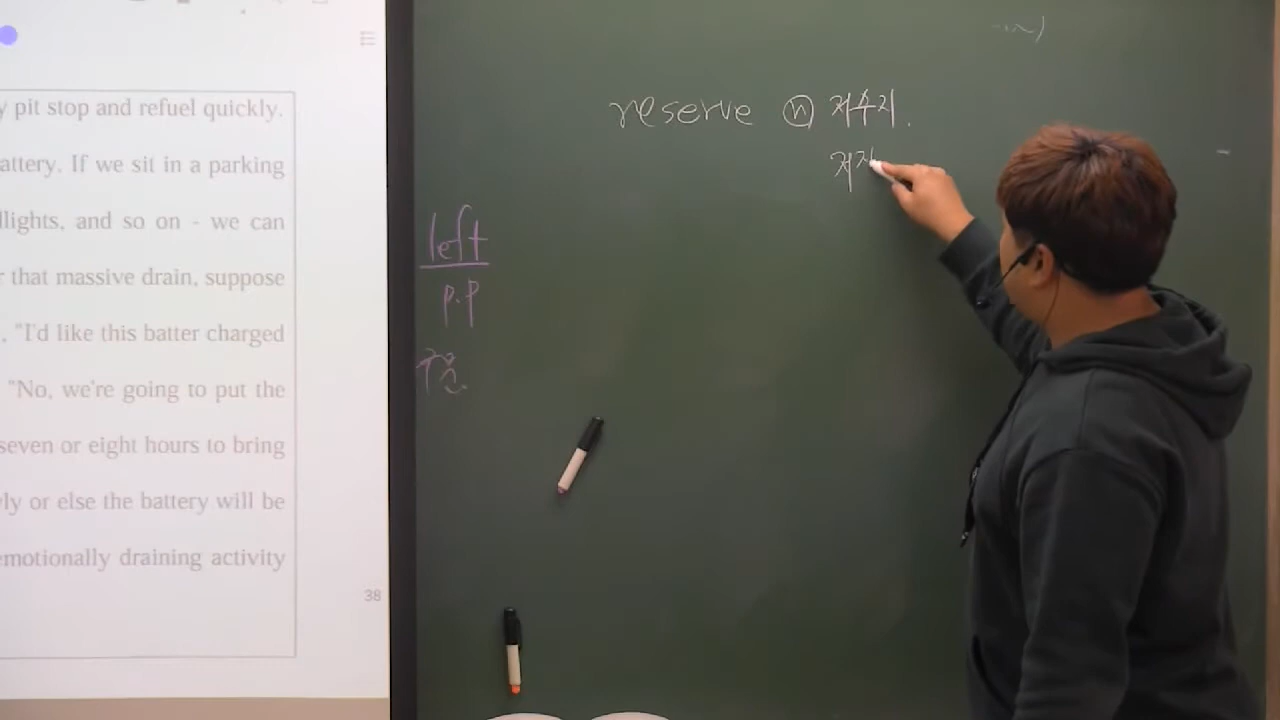 y pit stop and refuel quickly.
attery. If we sit in a parking
llights, and so on - we can
r that massive drain, suppose
, "I'd like this batter charged
"No, we're going to put the
seven or eight hours to bring
ly or else the battery will be
emotionally draining activity
38
reserve ⓝ 저수지.
저장
left
p.p